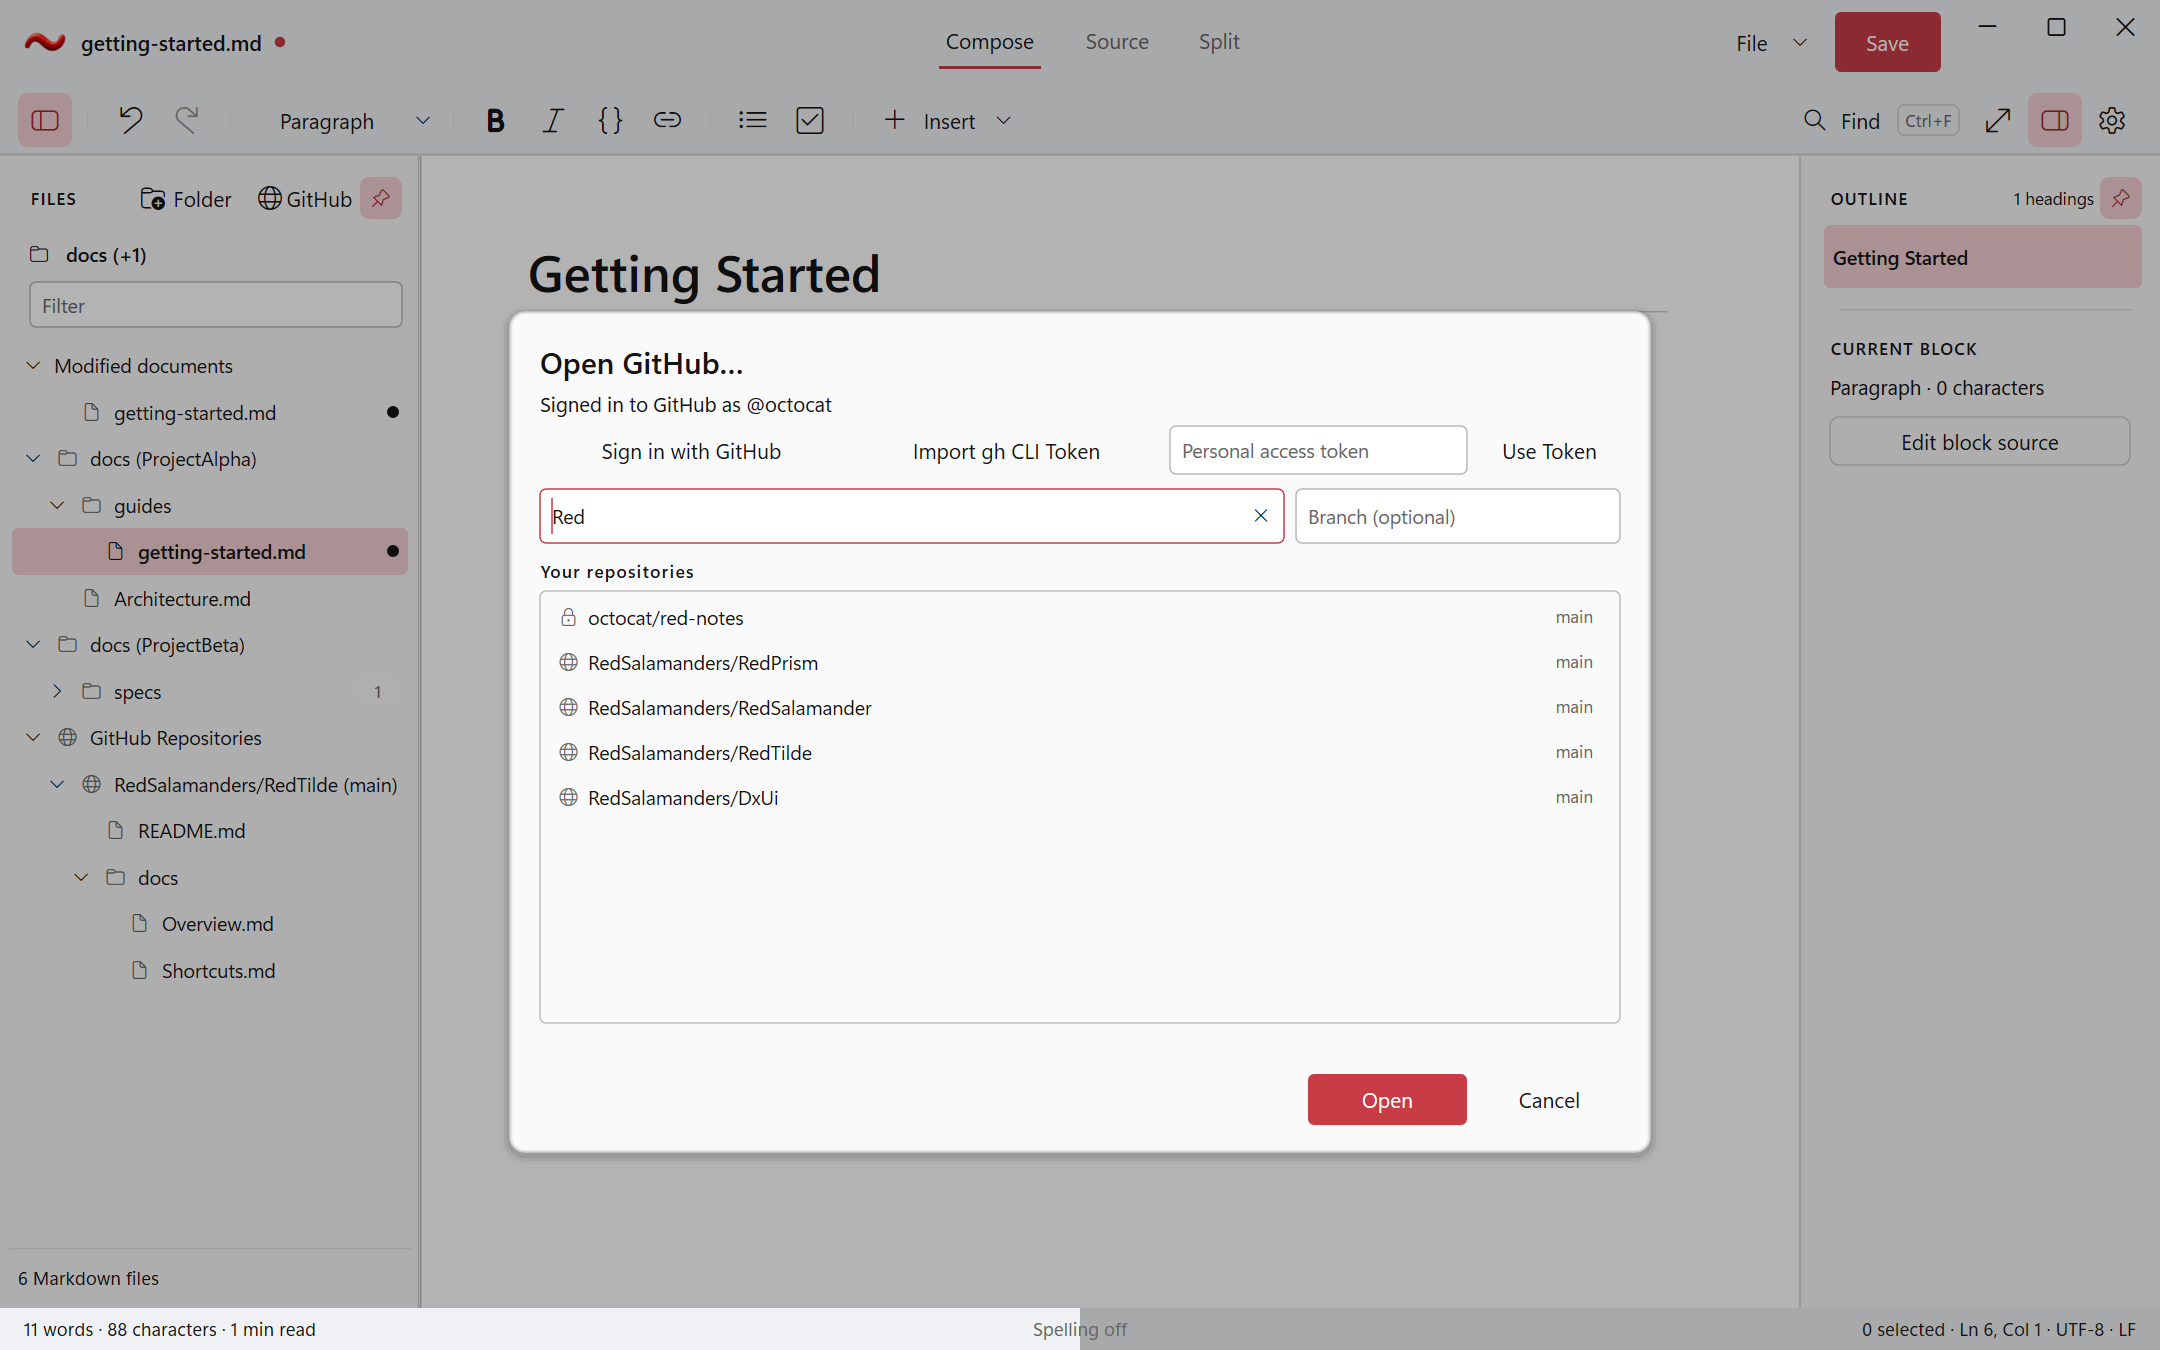 getting-started.md
Compose Source Split
File
Save
Paragraph
B I {} Insert
Find Ctrl+F
FILES Folder GitHub
docs (+1)
Filter
Modified documents
getting-started.md
docs (ProjectAlpha)
guides
getting-started.md
Architecture.md
docs (ProjectBeta)
specs 1
GitHub Repositories
RedSalamanders/RedTilde (main)
README.md
docs
Overview.md
Shortcuts.md
6 Markdown files
Getting Started
Open GitHub...
Signed in to GitHub as @octocat
Sign in with GitHub Import gh CLI Token Personal access token Use Token
Red Branch (optional)
Your repositories
octocat/red-notes main
RedSalamanders/RedPrism main
RedSalamanders/RedSalamander main
RedSalamanders/RedTilde main
RedSalamanders/DxUi main
Open Cancel
OUTLINE 1 headings
Getting Started
CURRENT BLOCK
Paragraph · 0 characters
Edit block source
11 words · 88 characters · 1 min read
Spelling off
0 selected · Ln 6, Col 1 · UTF-8 · LF